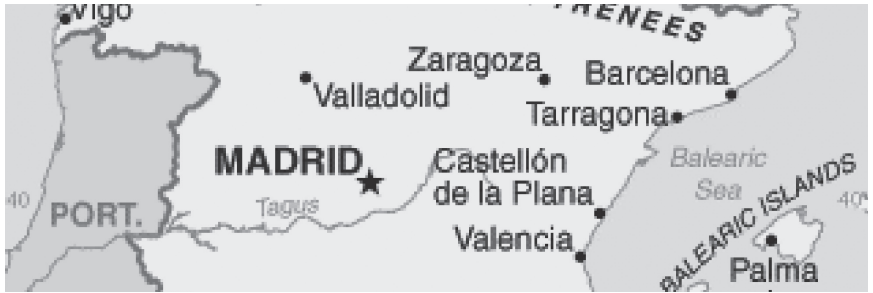 Vigo
PYRENEES
Zaragoza
Barcelona
Valladolid
Tarragona
MADRID
Castellón
de la Plana
Balearic
Sea
40
PORT.
Tagus
40°
BALEARIC ISLANDS
Valencia
Palma